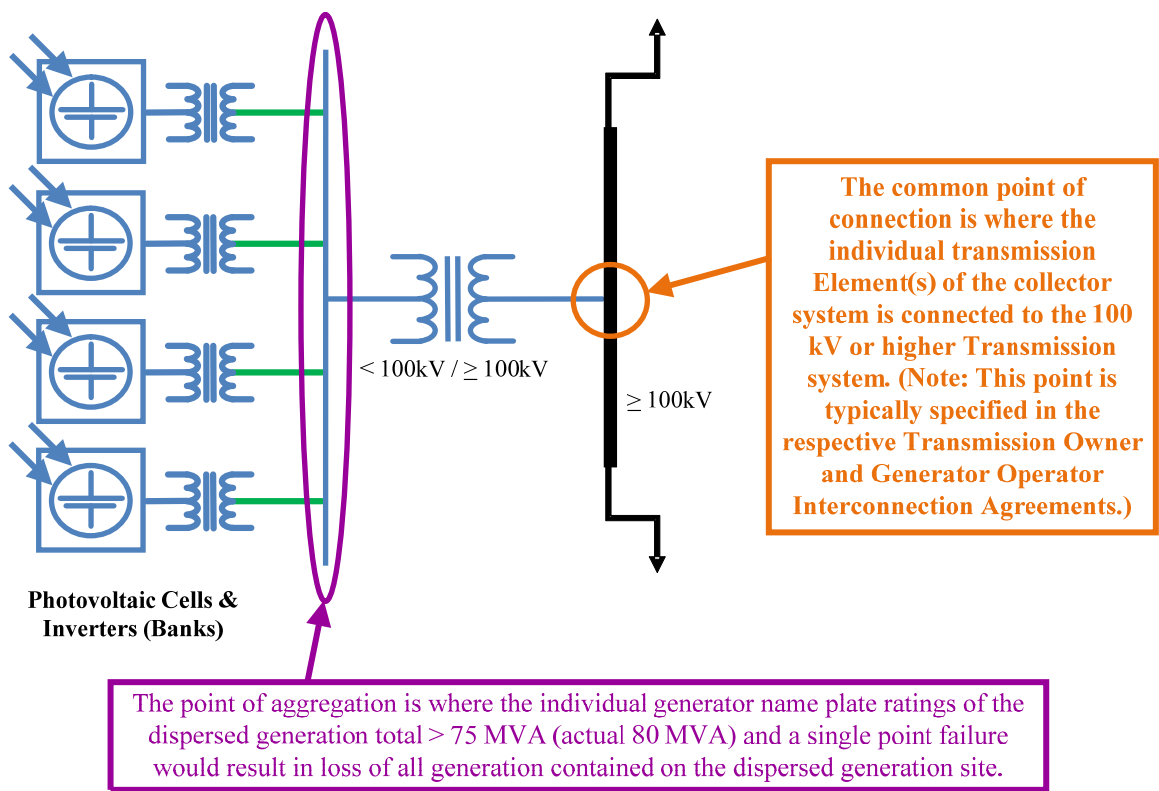 The common point of
connection is where the
individual transmission
Element(s) of the collector
system is connected to the 100
kV or higher Transmission
system. (Note: This point is
typically specified in the
respective Transmission Owner
and Generator Operator
Interconnection Agreements.)
< 100kV / ≥ 100kV
≥ 100kV
Photovoltaic Cells &
Inverters (Banks)
The point of aggregation is where the individual generator name plate ratings of the
dispersed generation total > 75 MVA (actual 80 MVA) and a single point failure
would result in loss of all generation contained on the dispersed generation site.